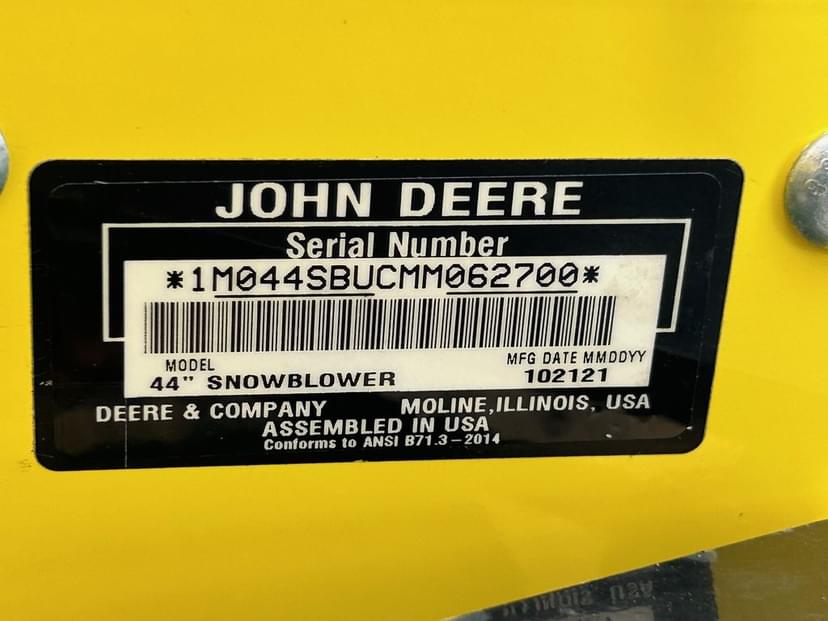 JOHN DEERE
Serial Number
*1M044SBUCMM062700*
MODEL MFG DATE MMDDYY
44" SNOWBLOWER 102121
DEERE & COMPANY MOLINE,ILLINOIS, USA
ASSEMBLED IN USA
Conforms to ANSI B71.3-2014